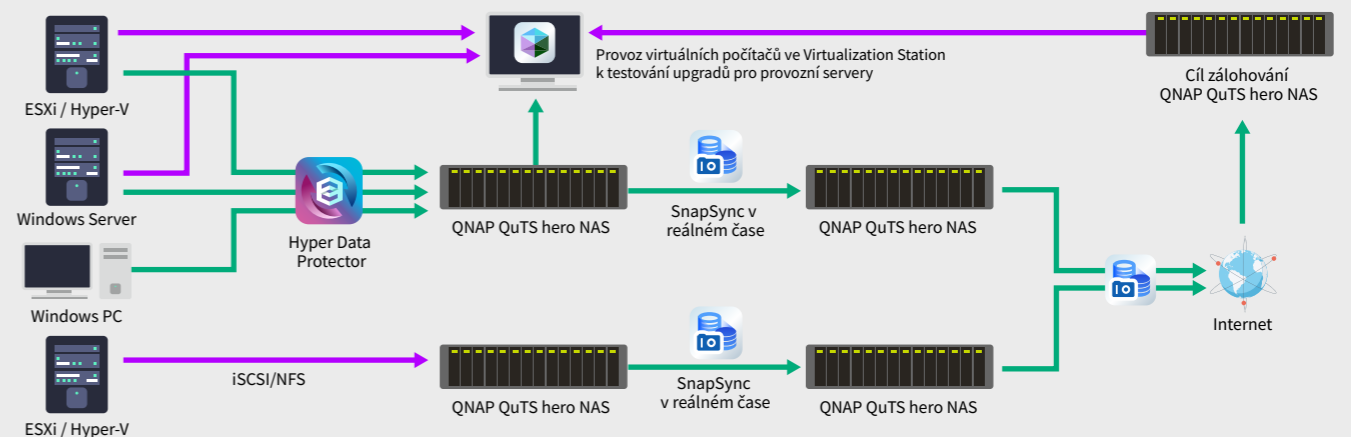 Provoz virtuálních počítačů ve Virtualization Station
k testování upgradů pro provozní servery
Cíl zálohování
QNAP QuTS hero NAS
ESXi / Hyper-V
Windows Server
Hyper Data
Protector
QNAP QuTS hero NAS
SnapSync v
reálném čase
QNAP QuTS hero NAS
Windows PC
Internet
iSCSI/NFS
QNAP QuTS hero NAS
SnapSync
v reálném čase
QNAP QuTS hero NAS
ESXi / Hyper-V